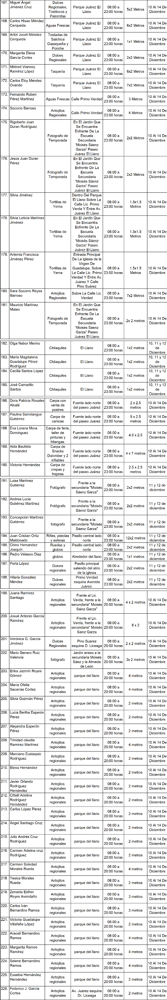 167. Miguel Ángel Jiménez Cruz | Dulces Regionales, Tostilocos y Palomitas | Parque Juárez El Llano | 08:00 a 23:00 horas | 5x2 Metros | 10 Al 14 De Diciembre
168. Carlos Hisao Méndez Cerqueda | Aguas Frescas | Parque Juárez El Llano | 08:00 a 23:00 horas | 6x2 Metros | 10 Al 14 De Diciembre
169. Aritzi Joceli Méndez Cerqueda | Tostadas de Salchica Oaxaqueña y Ponche | Parque Juárez El Llano | 08:00 a 23:00 horas | 1x1 Metros | 10 Al 14 De Diciembre
170. Margarita Elena García Cortes | Dulces Regionales | Parque Juárez El Llano | 08:00 a 23:00 horas | 2x2 Metros | 10 Al 14 De Diciembre
171. Mildred Vianney Ramírez López | Taquería | Parque Juárez El Llano | 08:00 a 23:00 horas | 6x2 Metros | 10 Al 14 De Diciembre
172. Carlos Eloy Méndez Ovando | Taquería | Parque Juárez El Llano | 08:00 a 23:00 horas | 7x2 Metros | 10 Al 14 De Diciembre
173. Fernando Ruben Pérez Martínez | Aguas Frescas | Calle Primo Verdad | 08:00 a 23:00 horas | 3 Metros | 10 Al 14 De Diciembre
174. Socorro Barroso | Antojitos Regionales | Calle Primo Verdad | 08:00 a 23:00 horas | 4 Metros | 10 Al 14 De Diciembre
175. Rigoberto Juan Duran Rodríguez | Fotografo de Temporada | En El Jardín Que Se Encuentra Enfrente De La Escuela Secundaria "Moisés Sáenz Garza" Paseo Juárez El Llano | 08:00 a 23:00 horas | 2x2 Metros | 10 Al 14 De Diciembre
176. Jesús Juan Duran Pérez | Fotografo de Temporada | En El Jardín Que Se Encuentra Enfrente De La Escuela Secundaria "Moisés Sáenz Garza" Paseo Juárez El Llano | 08:00 a 23:00 horas | 2x2 Metros | 10 Al 14 De Diciembre
177. Silvia Jiménez | Tortillas de Yema | Dentro Del Parque El Llano Sobre La Calle Lic. Primo Verda Y Entre Av. Juárez El Llano | 08:00 a 23:00 horas | 1.5x1.5 Metros | 10 Al 14 De Diciembre
178. Silvia Leticia Martínez Jiménez | Tortillas de Yema | En El Jardín Que Se Encuentra Enfrente De La Escuela Secundaria "Moisés Sáenz Garza" Paseo Juárez El Llano | 08:00 a 23:00 horas | 1.5x1.5 Metros | 10 Al 14 De Diciembre
179. Artemia Francisca Jiménez Pérez | Tortillas de Yema | Entrada Principal De La Iglesia de la Virgen De Guadalupe, Sobre La Calle Lic. Primo Verdad Y Entre Av. Juárez Y Calle Pino Suárez | 08:00 a 23:00 horas | 1.5x1.5 Metros | 10 Al 14 De Diciembre
180. Sara Socorro Reyes Barroso | Antojitos Regionales | Sobre La Calle Lic. Verdad | 08:00 a 23:00 horas | 7x2 Metros | 10 Al 14 De Diciembre
181. Mauricio Martínez Mateo | Fotografo de Temporada | En El Jardín Que Se Encuentra Enfrente De La Escuela Secundaria "Moisés Sáenz Garza" Paseo Juárez El Llano | 08:00 a 23:00 horas | 2x 2 metros | 10 Al 14 De Diciembre
182. Olga Nabor Merino | Chilaquiles | El Llano | 08:00 a 23:00 horas | 1x2 metros | 10, 11 y 12 de Diciembre
183. María Magdalena Guadalupe Pérez Rodríguez | Chilaquiles | El Llano | 08:00 a 23:00 horas | 1x2 metros | 10, 11 y 12 de Diciembre
184. Cecilia Santos López | Chilaquiles | El Llano | 08:00 a 23:00 horas | 1x2 metros | 10, 11 y 12 de Diciembre
185. José Camarillo Santos | Chilaquiles | El Llano | 08:00 a 23:00 horas | 1x2 metros | 10, 11 y 12 de Diciembre
186. Dora Patricia Rosales Alcalá | Carpa con venta de postres | Fuente lado norte del paseo Juárez | 08:00 a 23:00 horas | 2 x 2.5 metros | 10 Al 14 De Diciembre
187. Paulina Sarrelangue Gutiérrez | Carpa de canicas | Fuente lado norte del paseo Juárez | 08:00 a 23:00 horas | 9 x 2.5 metros | 10 Al 14 De Diciembre
188. Eva Lorena Mora Domínguez | Carpa de feria, taller de pinturas y fritangas. | Fuente lado norte del paseo Juárez | 08:00 a 23:00 horas | 4.5 x 2.5 | 10 Al 14 De Diciembre
189. Aida Bautista Hernández | Carpa de Snacks Dulcmber y 2 inflables | Fuente lado norte del paseo Juárez | 08:00 a 23:00 horas | 4 x 7 metros | 10 Al 14 De Diciembre
190. Victoria Hernández | Carpa de crepas y frapess | Fuente lado norte del paseo Juárez | 08:00 a 23:00 horas | 2.5 x 2.5 metros | 10 Al 14 De Diciembre
191. Luisa Martínez Gutiérrez | Fotógrafo | Frente a la secundaria "Moisés Sáenz Garza" | 08:00 a 23:00 horas | 2x2 metros | 11 y 12 de diciembre
192. Andrea Lucia Gutiérrez Martínez | Fotógrafo | Frente a la secundaria "Moisés Sáenz Garza" | 08:00 a 23:00 horas | 2x2 metros | 11 y 12 de diciembre
193. Concepción Martínez Gutiérrez | fotógrafo | Frente a la secundaria "Moisés Sáenz Garza" | 08:00 a 23:00 horas | 2x2 metros | 11 y 12 de diciembre
194. Juan Cristian Ortiz Maldonado | Rifles, pistolas y esferas | Pasillo central lado norte | 08:00 a 23:00 horas | 12x2 metros | 11 y 12 de diciembre
195. Chino Hernandez Joaquín | Ruedas y globos | Pasillo central lado norte | 08:00 a 23:00 horas | 2x2 metros | 11 y 12 de diciembre
196. Pedro Velasco Diaz | globos | Alrededor del llano | 08:00 a 23:00 horas | 1x1 metros | 11 y 12 de diciembre
197. Perla López | Dulces regionales | Pasillo principal saliendo del atrio de la iglesia | 08:00 a 23:00 horas | 2x2 metros | 11 y 12 de diciembre
198. Hilaria González Méndez | Dulces regionales | Primo Verdad esquina Avenida Juárez. | 08:00 a 23:00 horas | 2x2 metros | 11 y 12 de diciembre
199. Juana Ramírez Santiago | Antojitos regionales | Frente al Lic. Verda, frente a la secundaria" Moisés Sainz Garza" | 08:00 a 20:00 horas | 4 x 2 metros | 10 Al 14 De Diciembre
200. Josué Antonio García Ramírez | Antojitos regionales | Frente al Lic. Verda, frente a la secundaria" Moisés Sainz Garza | 08:00 a 20:00 horas | 6 x 2 | 10 Al 14 De Diciembre
201. Verónica G. García Jiménez | Dulces Regionales | Pino Suarez esquina D. Liceaga | 08:00 a 20:00 horas | 2 x 2 metros | 10 Al 14 De Diciembre
202. Mario Genaro Ruiz Valencia | fotógrafo | Jardín anexo a la secundaria Moisés Sáez y la Almeda de León | 08:00 a 20:00 horas | 3x 2 metros | 10 Al 14 De Diciembre
203. Erika Jazmín Reyes Gómez | Antojitos regionales | parque del llano | 08:00 a 20:00 horas | 4 metros | 10 Al 14 De Diciembre
204. María Ofelia Sacarías Cortez | Antojitos regionales | parque del llano | 08:00 a 20:00 horas | 4 metros | 10 Al 14 De Diciembre
205. Silvia Guzmán Pérez | Antojitos regionales | parque del llano | 08:00 a 20:00 horas | 2 metros | 10 Al 14 De Diciembre
206. Lucia Bertha Esperón Pérez | Antojitos regionales | parque del llano | 08:00 a 20:00 horas | 2 metros | 10 Al 14 De Diciembre
207. Alejandra Esperón Pérez | Antojitos regionales | parque del llano | 08:00 a 20:00 horas | 2 metros | 10 Al 14 De Diciembre
208. Trinidad claudia Ramírez Martínez | Antojitos regionales | parque del llano | 08:00 a 20:00 horas | 4 metros | 10 Al 14 De Diciembre
209. Marciano Eustaquio Rodríguez | Antojitos regionales | parque del llano | 08:00 a 20:00 horas | 2 metros | 10 Al 14 De Diciembre
210. Elena Hernández | Antojitos regionales | parque del llano | 08:00 a 20:00 horas | 2 metros | 10 Al 14 De Diciembre
211. Javier Orlando Rodríguez Hernández | Antojitos regionales | parque del llano | 08:00 a 20:00 horas | 2 metros | 10 Al 14 De Diciembre
212. Citlalli Adelina Rodríguez Hernández | Antojitos regionales | parque del llano | 08:00 a 20:00 horas | 2 metros | 10 Al 14 De Diciembre
213. Carlos López Pérez | Antojitos regionales | parque del llano | 08:00 a 20:00 horas | 2 metros | 10 Al 14 De Diciembre
214. Ángel Santiago Cruz | Antojitos regionales | parque del llano | 08:00 a 20:00 horas | 2 metros | 10 Al 14 De Diciembre
215. Julio Andrés Cruz Rodríguez | Antojitos regionales | parque del llano | 08:00 a 20:00 horas | 2 metros | 10 Al 14 De Diciembre
216. Carmen Adelina cruz Rodríguez | Antojitos regionales | parque del llano | 08:00 a 20:00 horas | 2 metros | 10 Al 14 De Diciembre
217. Carmen Soledad Morales Rueda | Antojitos regionales | parque del llano | 08:00 a 20:00 horas | 4 metros | 10 Al 14 De Diciembre
218. Yesica Morales Rueda | Antojitos regionales | parque del llano | 08:00 a 20:00 horas | 2 metros | 10 Al 14 De Diciembre
219. Zenaida Esther Reyes Avendaño | Antojitos regionales | parque del llano | 08:00 a 20:00 horas | 3 metros | 10 Al 14 De Diciembre
220. Carlos Iván Bernardino Ramos | Antojitos regionales | parque del llano | 08:00 a 20:00 horas | 3 metros | 10 Al 14 De Diciembre
221. Victoria Guadalupe Villafañe López | Antojitos regionales | parque del llano | 08:00 a 20:00 horas | 2 metros | 10 Al 14 De Diciembre
222. Araceli Bernandino Ramos | Antojitos regionales | parque del llano | 08:00 a 20:00 horas | 4 metros | 10 Al 14 De Diciembre
223. Margarita Ramos Ramírez | Antojitos regionales | parque del llano | 08:00 a 20:00 horas | 4 metros | 10 Al 14 De Diciembre
224. Selene Bernandino Ramos | Antojitos regionales | parque del llano | 08:00 a 20:00 horas | 4 metros | 10 Al 14 De Diciembre
225. Eusebia Hernández Hernández | Antojitos regionales | parque del llano | 08:00 a 20:00 horas | 2 metros | 10 Al 14 De Diciembre
226. Federico J. García Cortes | Antojitos regionales | Av. Juárez esquina Dr. Liceaga | 08:00 a 20:00 horas | 2 metros | 10 Al 14 De Diciembre